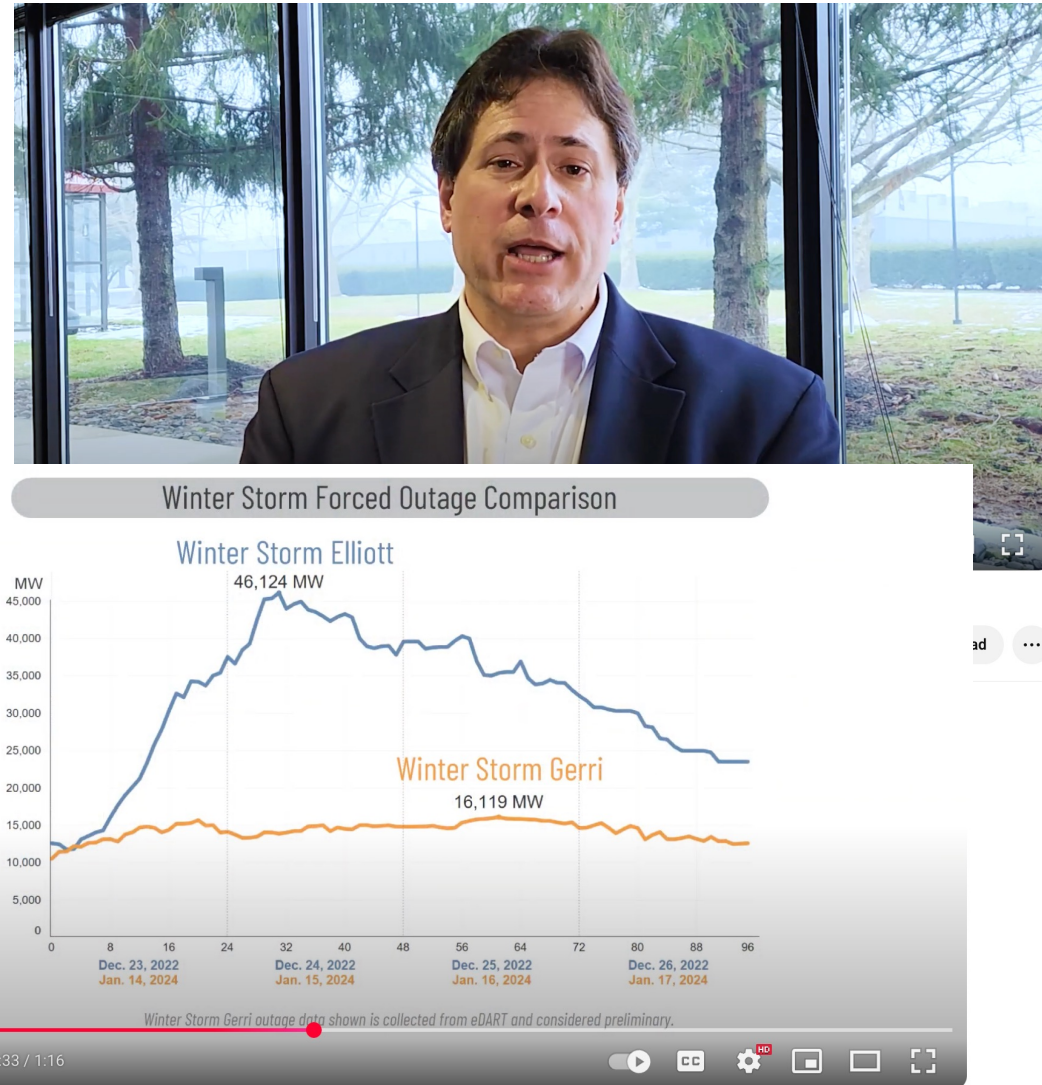 Winter Storm Forced Outage Comparison
Winter Storm Elliott
MW
46,124 MW
45,000
40,000
35,000
30,000
25,000
Winter Storm Gerri
20,000
16,119 MW
15,000
10,000
5,000
0
0 8 16 24 32 40 48 56 64 72 80 88 96
Dec. 23, 2022 Dec. 24, 2022 Dec. 25, 2022 Dec. 26, 2022
Jan. 14, 2024 Jan. 15, 2024 Jan. 16, 2024 Jan. 17, 2024
Winter Storm Gerri outage data shown is collected from eDART and considered preliminary.
:33 / 1:16
CC
HD
ad
...